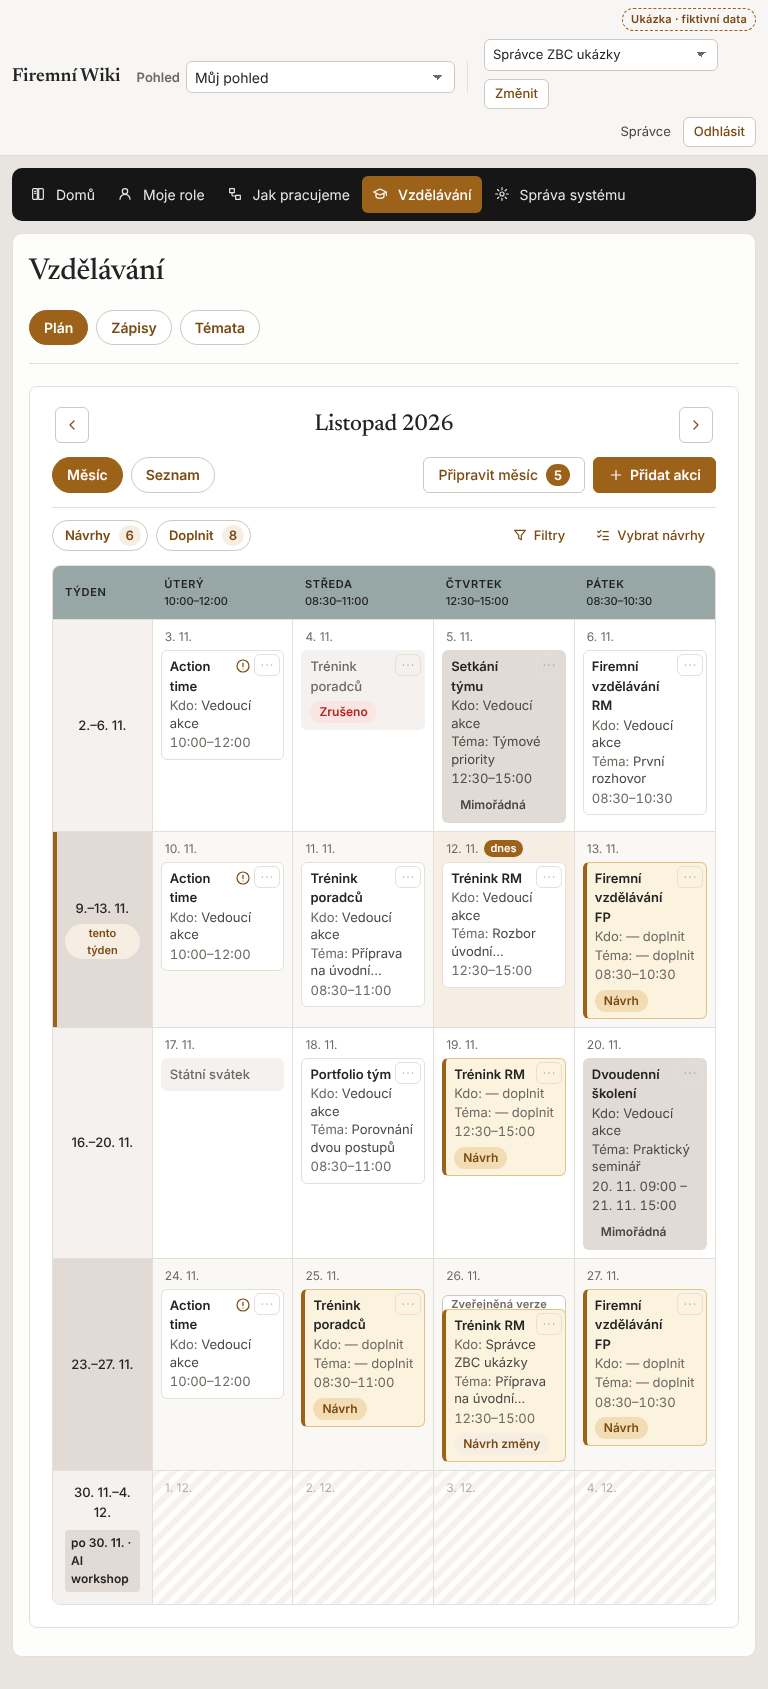 Ukázka · fiktivní data
Firemní Wiki
Pohled
Můj pohled
Správce ZBC ukázky
Změnit
Správce
Odhlásit
Domů
Moje role
Jak pracujeme
Vzdělávání
Správa systému
Vzdělávání
Plán
Zápisy
Témata
Listopad 2026
Měsíc
Seznam
Připravit měsíc 5
Přidat akci
Návrhy 6
Doplnit 8
Filtry
Vybrat návrhy
TÝDEN
ÚTERÝ
10:00–12:00
STŘEDA
08:30–11:00
ČTVRTEK
12:30–15:00
PÁTEK
08:30–10:30
2.–6. 11.
3. 11.
Action
time
Kdo: Vedoucí
akce
10:00–12:00
4. 11.
Trénink
poradců
Zrušeno
5. 11.
Setkání
týmu
Kdo: Vedoucí
akce
Téma: Týmové
priority
12:30–15:00
Mimořádná
6. 11.
Firemní
vzdělávání
RM
Kdo: Vedoucí
akce
Téma: První
rozhovor
08:30–10:30
9.–13. 11.
tento
týden
10. 11.
Action
time
Kdo: Vedoucí
akce
10:00–12:00
11. 11.
Trénink
poradců
Kdo: Vedoucí
akce
Téma: Příprava
na úvodní...
08:30–11:00
12. 11. dnes
Trénink RM
Kdo: Vedoucí
akce
Téma: Rozbor
úvodní...
12:30–15:00
13. 11.
Firemní
vzdělávání
FP
Kdo: — doplnit
Téma: — doplnit
08:30–10:30
Návrh
16.–20. 11.
17. 11.
Státní svátek
18. 11.
Portfolio tým
Kdo: Vedoucí
akce
Téma: Porovnání
dvou postupů
08:30–11:00
19. 11.
Trénink RM
Kdo: — doplnit
Téma: — doplnit
12:30–15:00
Návrh
20. 11.
Dvoudenní
školení
Kdo: Vedoucí
akce
Téma: Praktický
seminář
20. 11. 09:00 –
21. 11. 15:00
Mimořádná
23.–27. 11.
24. 11.
Action
time
Kdo: Vedoucí
akce
10:00–12:00
25. 11.
Trénink
poradců
Kdo: — doplnit
Téma: — doplnit
08:30–11:00
Návrh
26. 11.
Zveřejněná verze
Trénink RM
Kdo: Správce
ZBC ukázky
Téma: Příprava
na úvodní...
12:30–15:00
Návrh změny
27. 11.
Firemní
vzdělávání
FP
Kdo: — doplnit
Téma: — doplnit
08:30–10:30
Návrh
30. 11.–4.
12.
po 30. 11. ·
AI
workshop
1. 12.
2. 12.
3. 12.
4. 12.